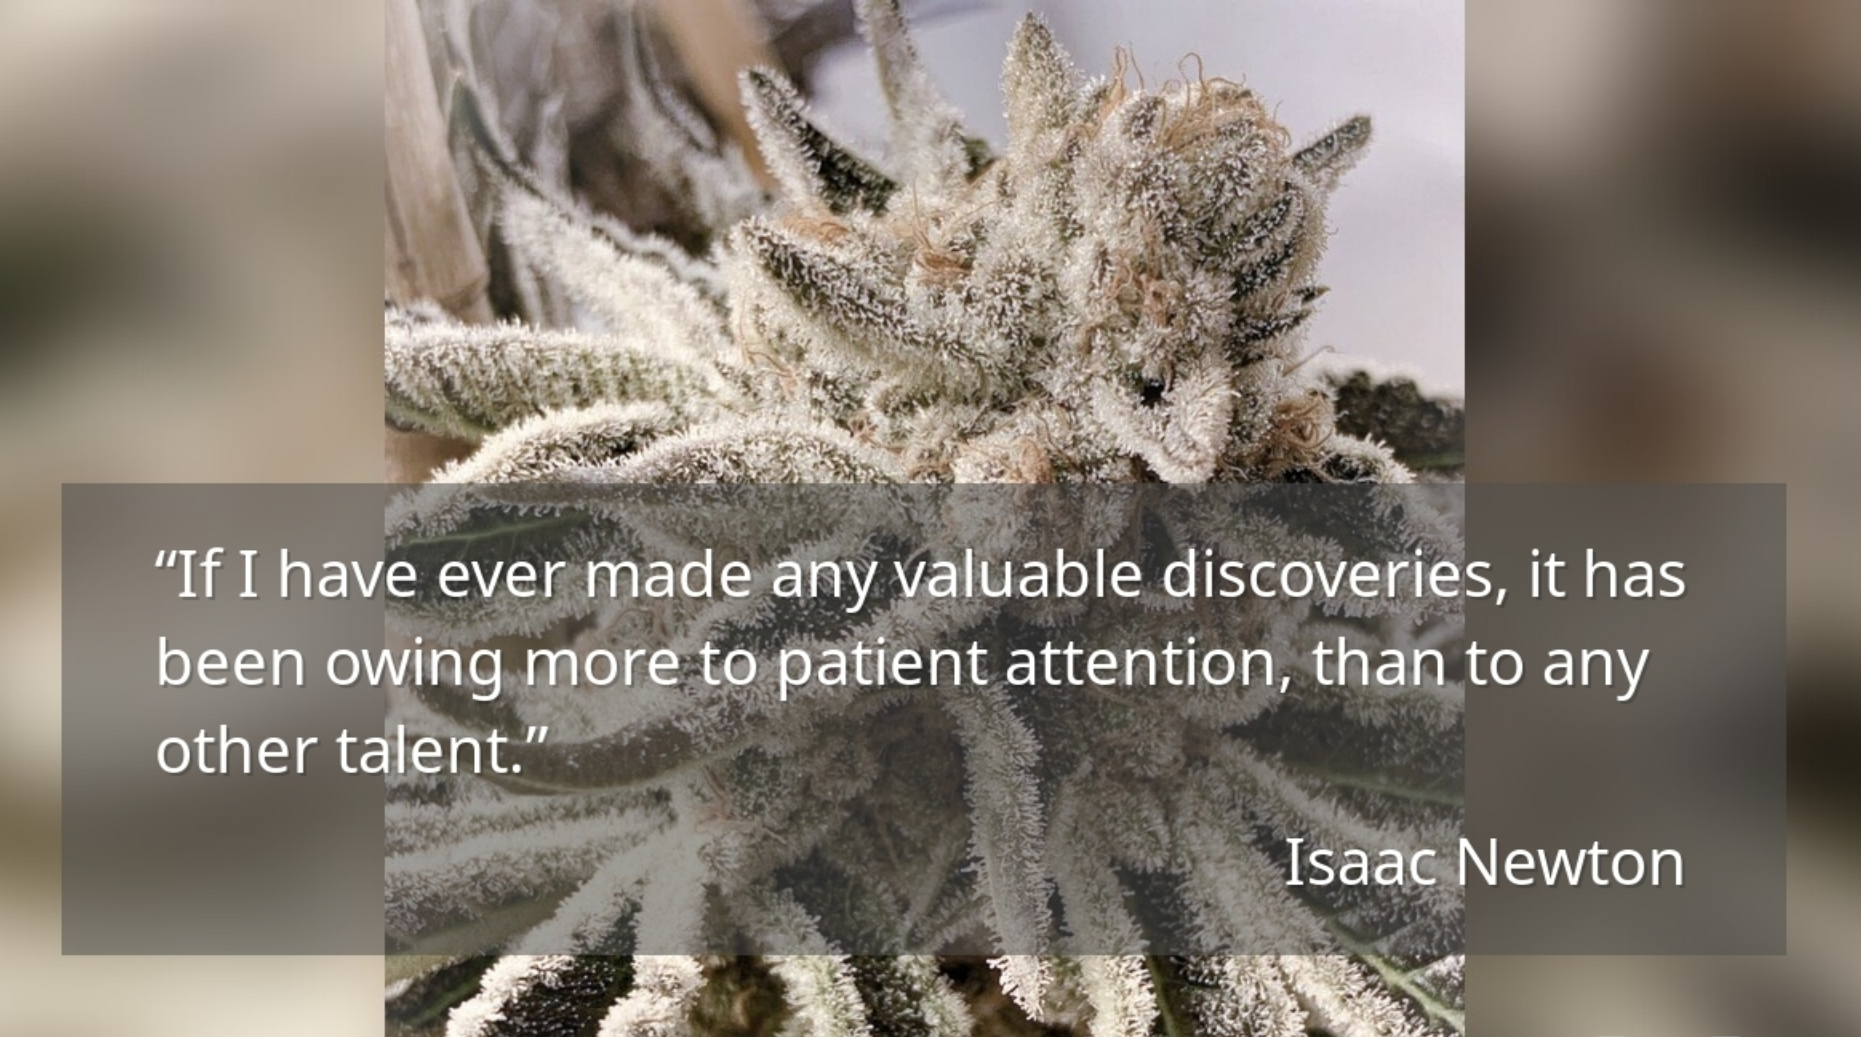 “If I have ever made any valuable discoveries, it has
been owing more to patient attention, than to any
other talent.”
Isaac Newton